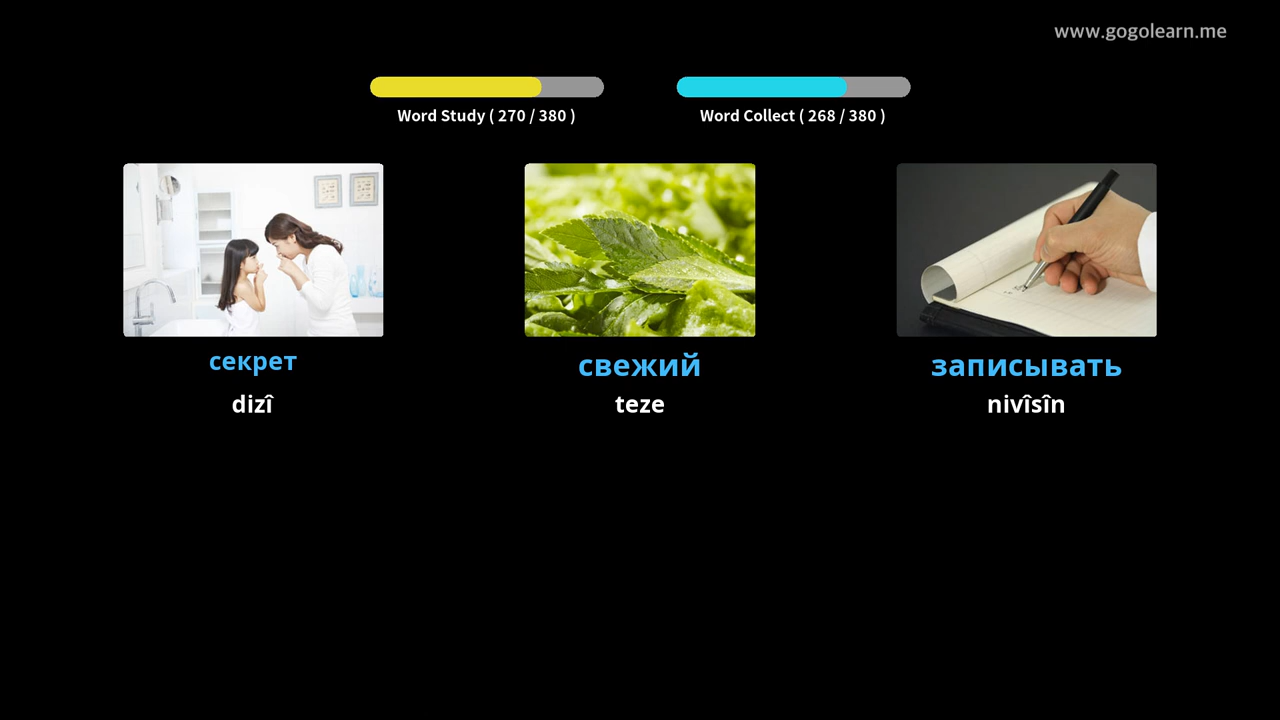 www.gogolearn.me
Word Study ( 270 / 380 )
Word Collect ( 268 / 380 )
секрет
свежий
записывать
dizî
teze
nivîsîn